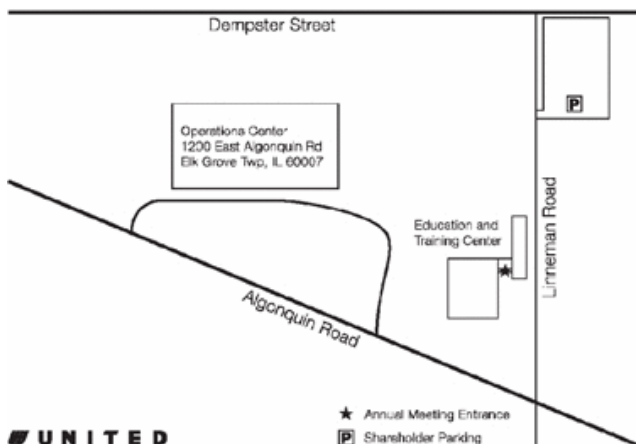 Dempster Street
P
Operations Center
1200 East Algonquin Rd
Elk Grove Twp, IL 60007
Education and
Training Center
Linneman Road
Algonquin Road
Annual Meeting Entrance
P Shareholder Parking
UNITED